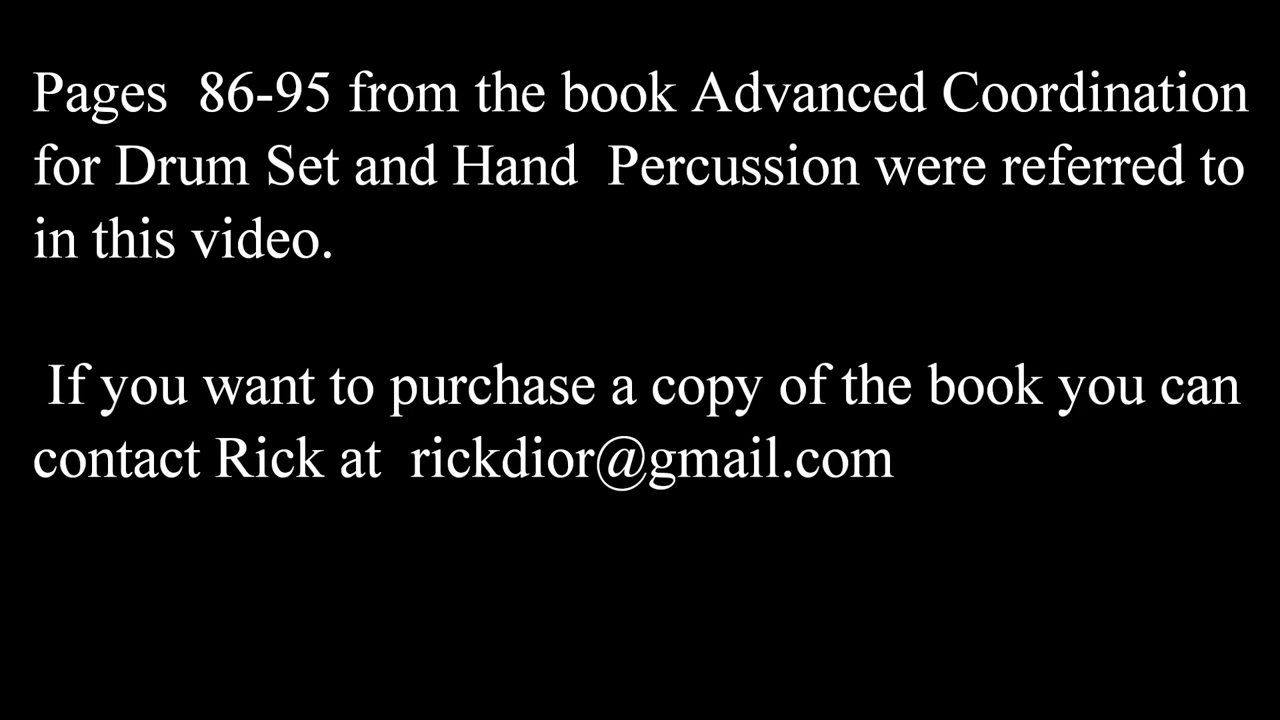 Pages  86-95 from the book Advanced Coordination
for Drum Set and Hand  Percussion were referred to
in this video.
If you want to purchase a copy of the book you can
contact Rick at  rickdior@gmail.com